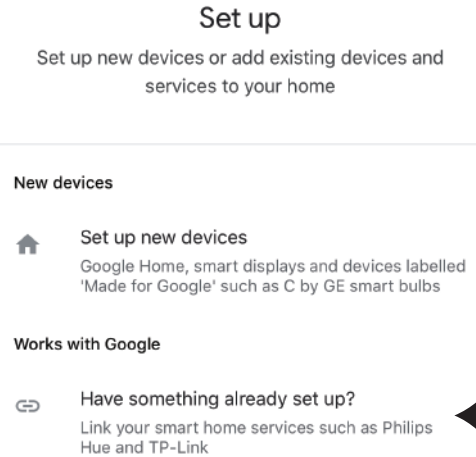 Set up
Set up new devices or add existing devices and
services to your home
New devices
Set up new devices
Google Home, smart displays and devices labelled
'Made for Google' such as C by GE smart bulbs
Works with Google
Have something already set up?
Link your smart home services such as Philips
Hue and TP-Link